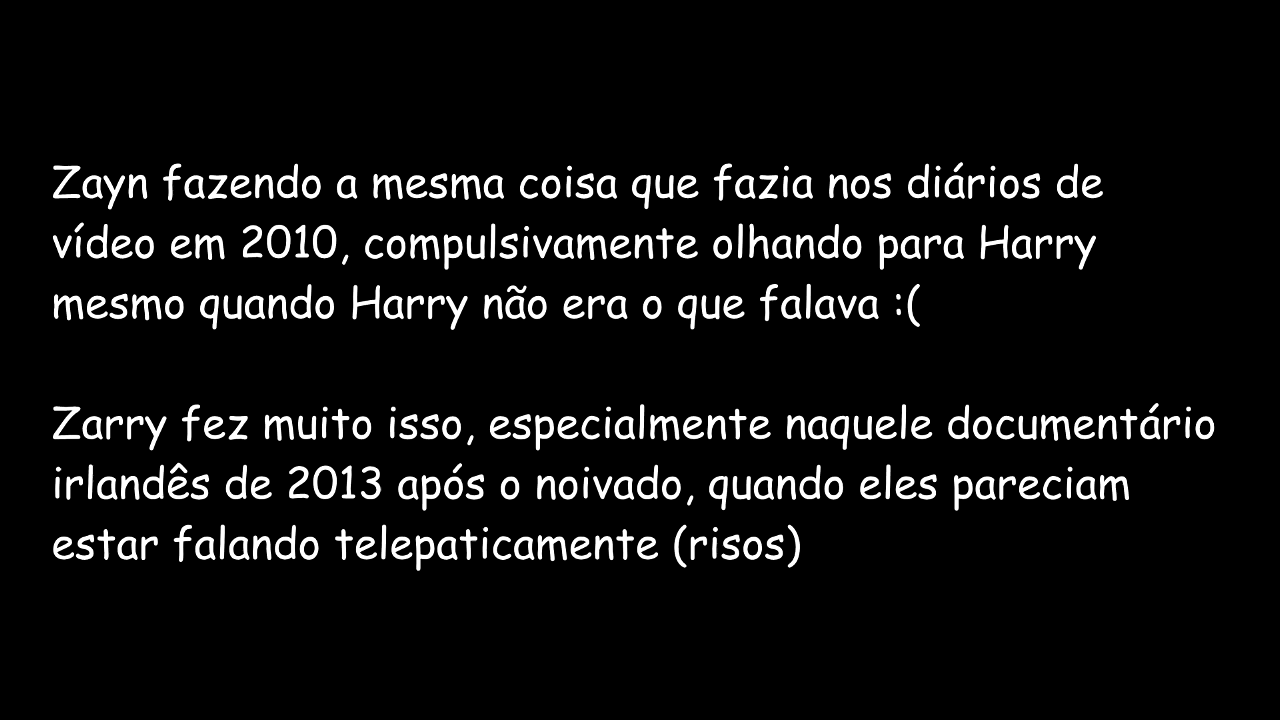 Zayn fazendo a mesma coisa que fazia nos diários de
vídeo em 2010, compulsivamente olhando para Harry
mesmo quando Harry não era o que falava :(
Zarry fez muito isso, especialmente naquele documentário
irlandês de 2013 após o noivado, quando eles pareciam
estar falando telepaticamente (risos)